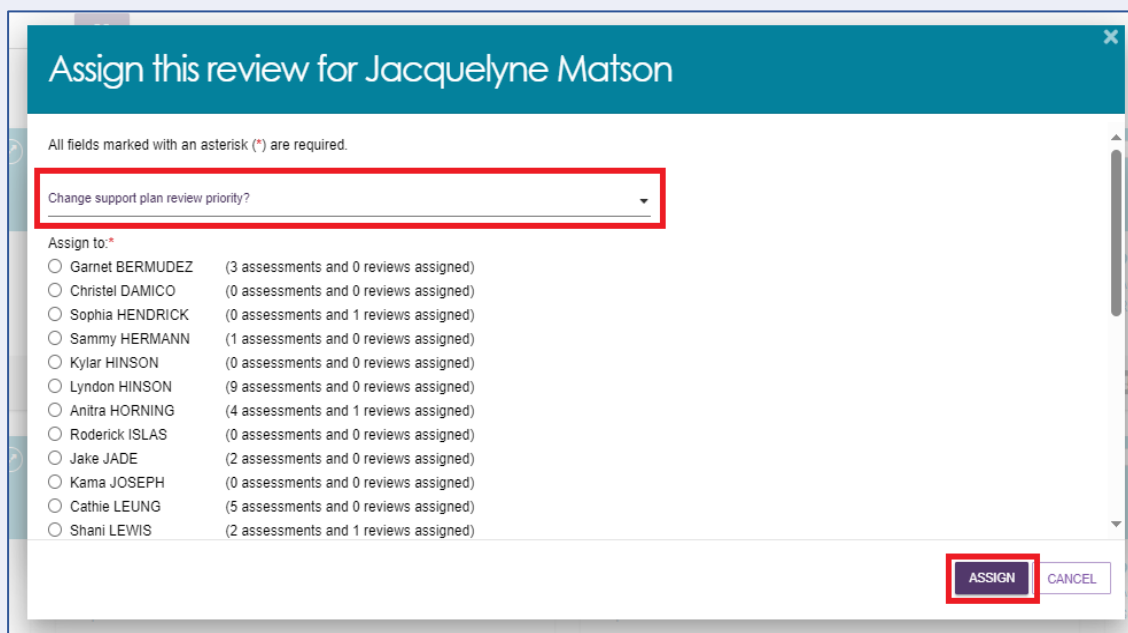 Assign this review for Jacquelyne Matson
All fields marked with an asterisk (*) are required.
Change support plan review priority?
Assign to:*
Garnet BERMUDEZ (3 assessments and 0 reviews assigned)
Christel DAMICO (0 assessments and 0 reviews assigned)
Sophia HENDRICK (0 assessments and 1 reviews assigned)
Sammy HERMANN (1 assessments and 0 reviews assigned)
Kylar HINSON (0 assessments and 0 reviews assigned)
Lyndon HINSON (9 assessments and 0 reviews assigned)
Anitra HORNING (4 assessments and 1 reviews assigned)
Roderick ISLAS (0 assessments and 0 reviews assigned)
Jake JADE (2 assessments and 0 reviews assigned)
Kama JOSEPH (0 assessments and 0 reviews assigned)
Cathie LEUNG (5 assessments and 0 reviews assigned)
Shani LEWIS (2 assessments and 1 reviews assigned)
ASSIGN CANCEL